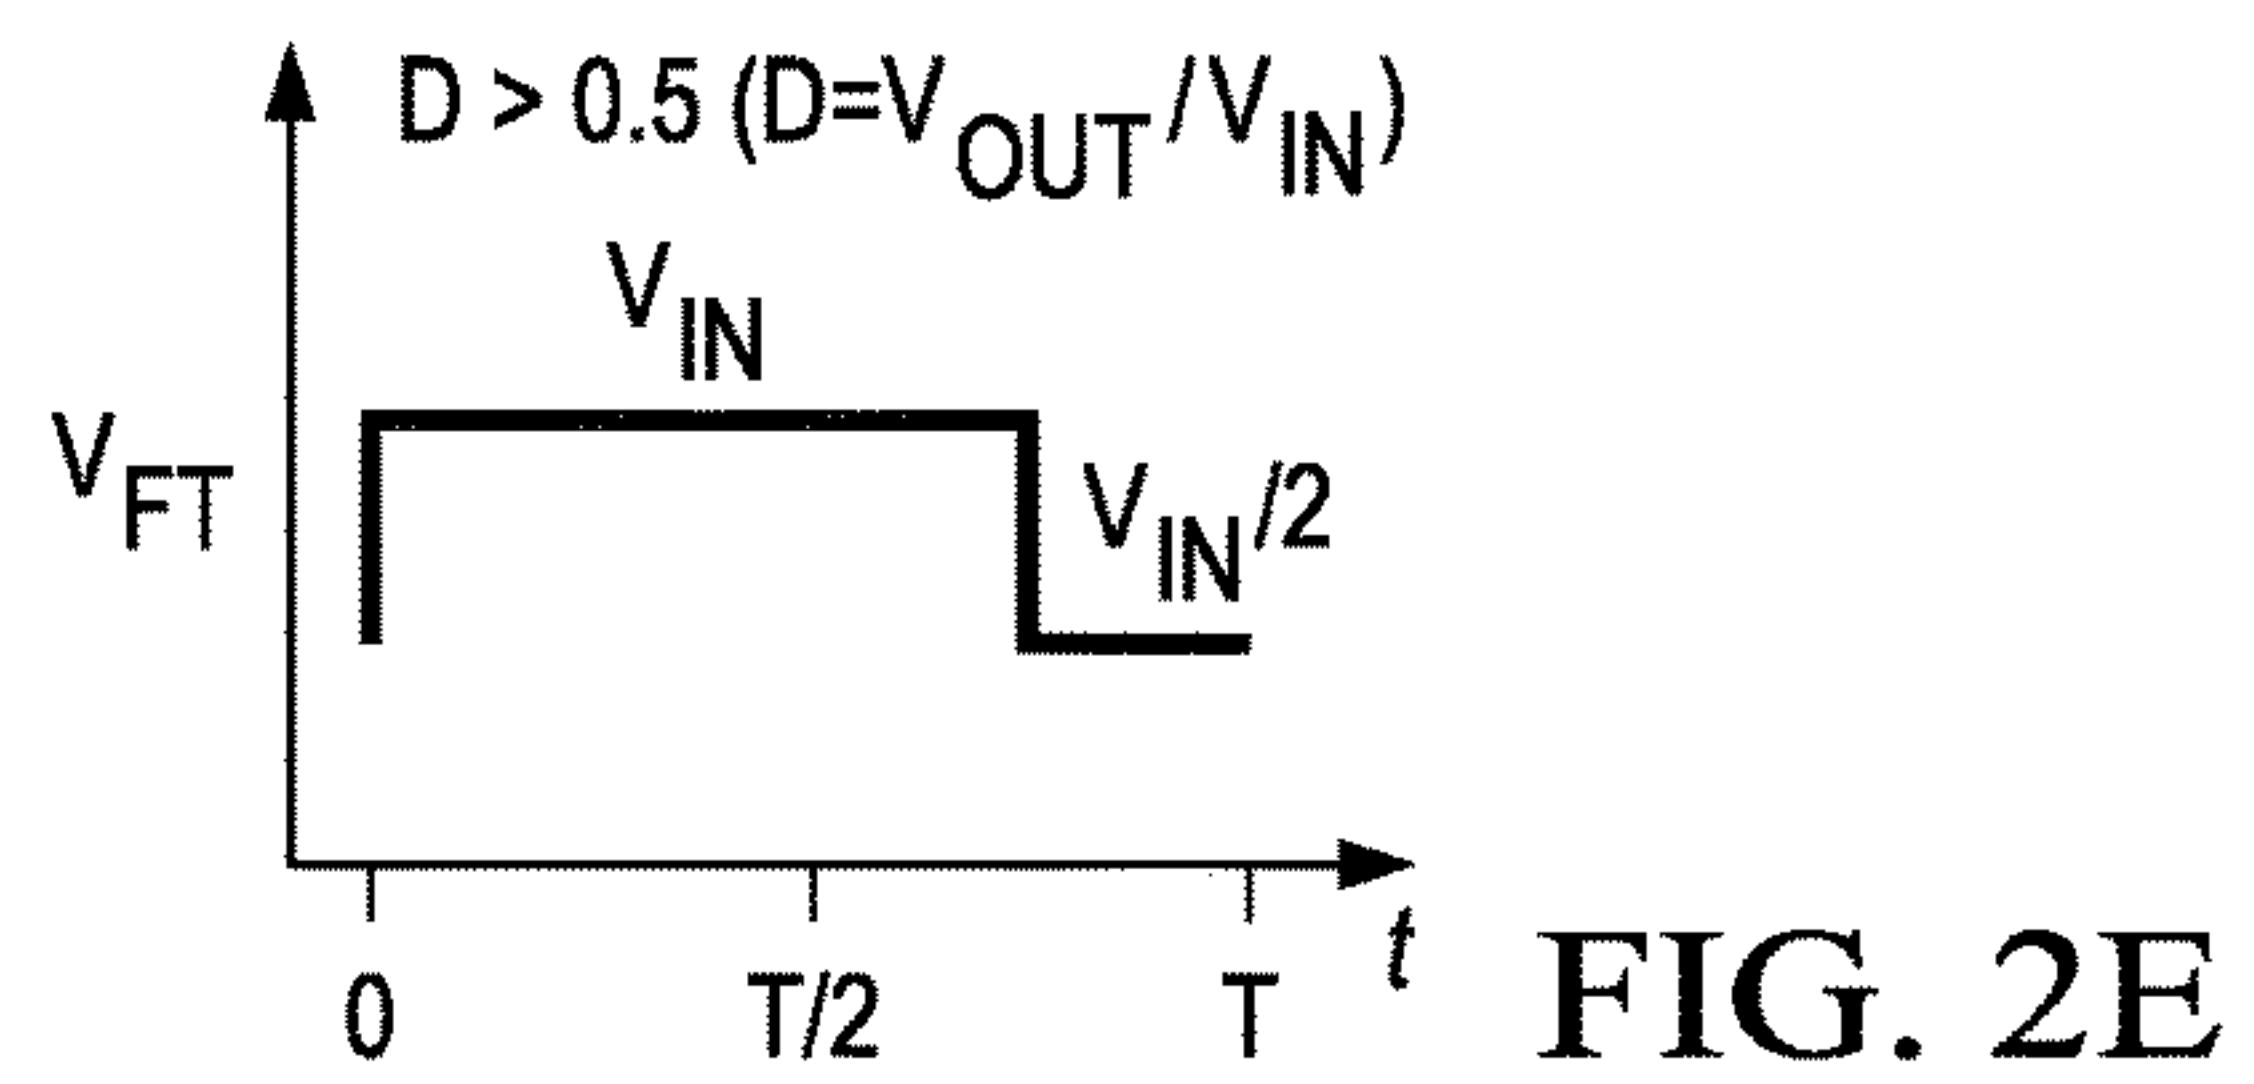 D > 0.5 (D=VOUT/VIN)
VIN
VFT
VIN/2
0 T/2 T t
FIG. 2E